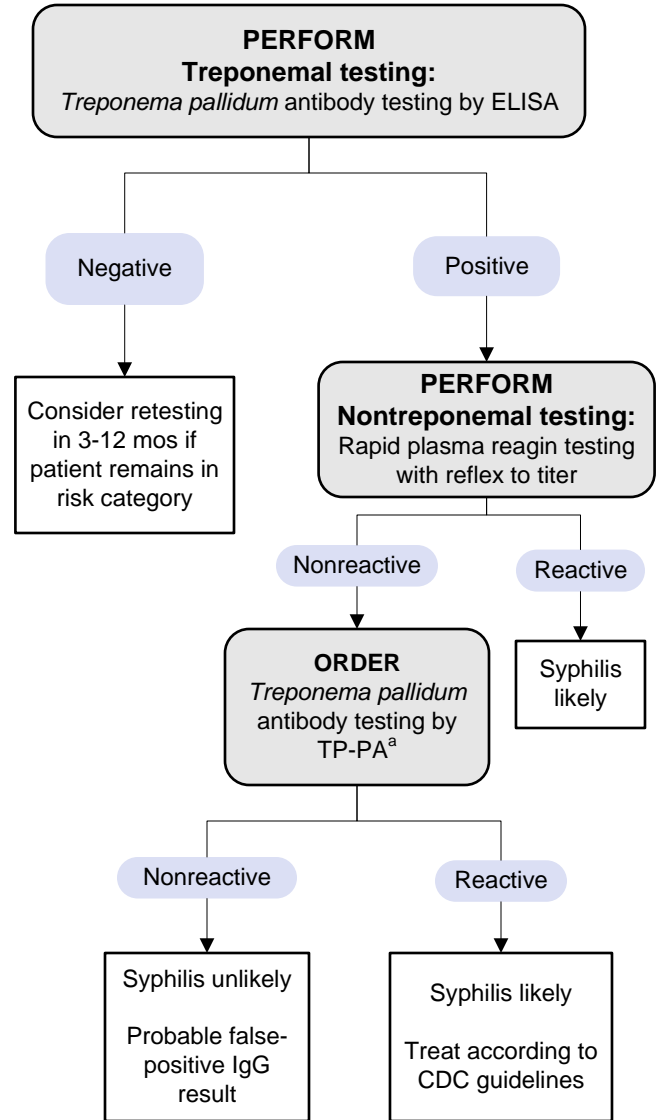 PERFORM
Treponemal testing:
Treponema pallidum antibody testing by ELISA
Negative
Positive
Consider retesting
in 3-12 mos if
patient remains in
risk category
PERFORM
Nontreponemal testing:
Rapid plasma reagin testing
with reflex to titer
Nonreactive
Reactive
ORDER
Treponema pallidum
antibody testing by
TP-PAa
Syphilis
likely
Nonreactive
Reactive
Syphilis unlikely
Probable false-
positive IgG
result
Syphilis likely
Treat according to
CDC guidelines